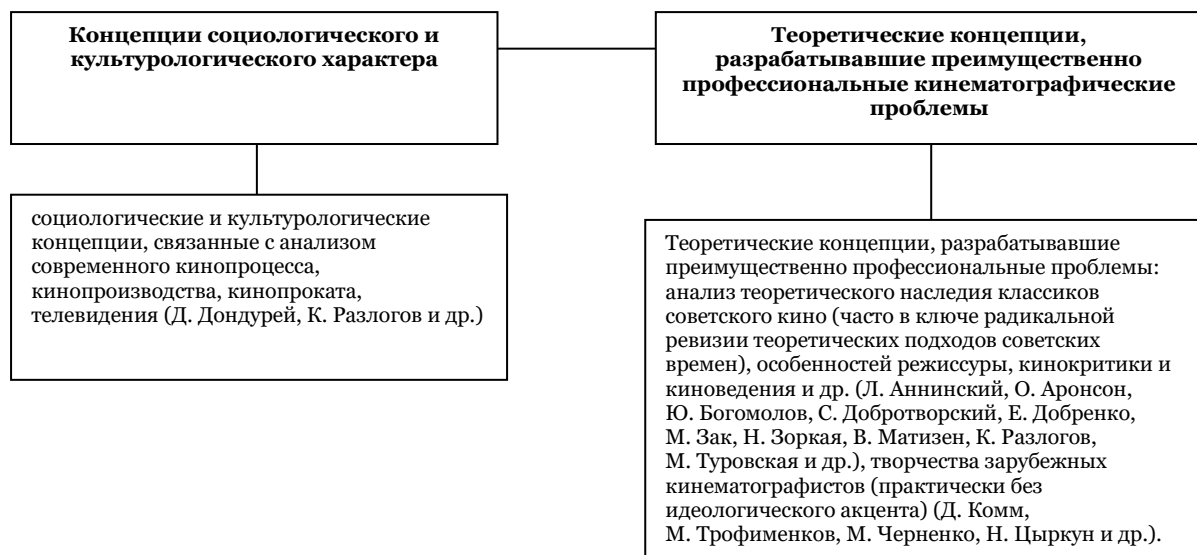 Концепции социологического и
культурологического характера
Теоретические концепции,
разрабатывавшие преимущественно
профессиональные кинематографические
проблемы
социологические и культурологические
концепции, связанные с анализом
современного кинопроцесса,
кинопроизводства, кинопроката,
телевидения (Д. Дондурей, К. Разлогов и др.)
Теоретические концепции, разрабатывавшие
преимущественно профессиональные проблемы:
анализ теоретического наследия классиков
советского кино (часто в ключе радикальной
ревизии теоретических подходов советских
времен), особенностей режиссуры, кинокритики и
киноведения и др. (Л. Аннинский, О. Аронсон,
Ю. Богомолов, С. Добротворский, Е. Добренко,
М. Зак, Н. Зоркая, В. Матизен, К. Разлогов,
М. Туровская и др.), творчества зарубежных
кинематографистов (практически без
идеологического акцента) (Д. Комм,
М. Трофименков, М. Черненко, Н. Цыркун и др.).